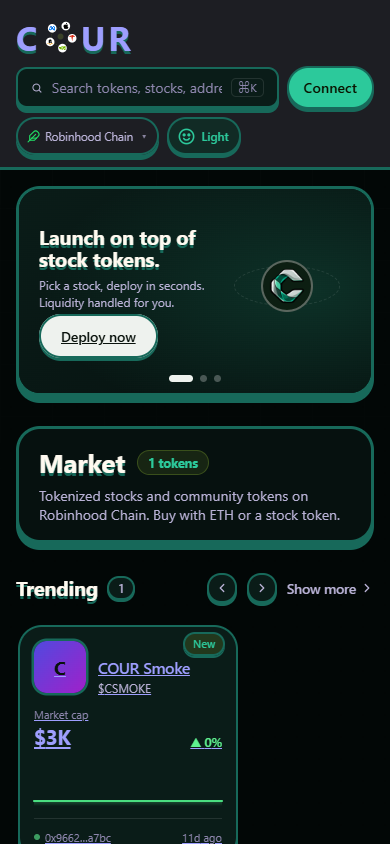 C UR
Search tokens, stocks, addre
⌘K
Connect
Robinhood Chain
Light
Launch on top of
stock tokens.
Pick a stock, deploy in seconds.
Liquidity handled for you.
Deploy now
Market
1 tokens
Tokenized stocks and community tokens on
Robinhood Chain. Buy with ETH or a stock token.
Trending
1
Show more
New
C
COUR Smoke
$CSMOKE
Market cap
$3K
▲ 0%
0x9662...a7bc
11d ago